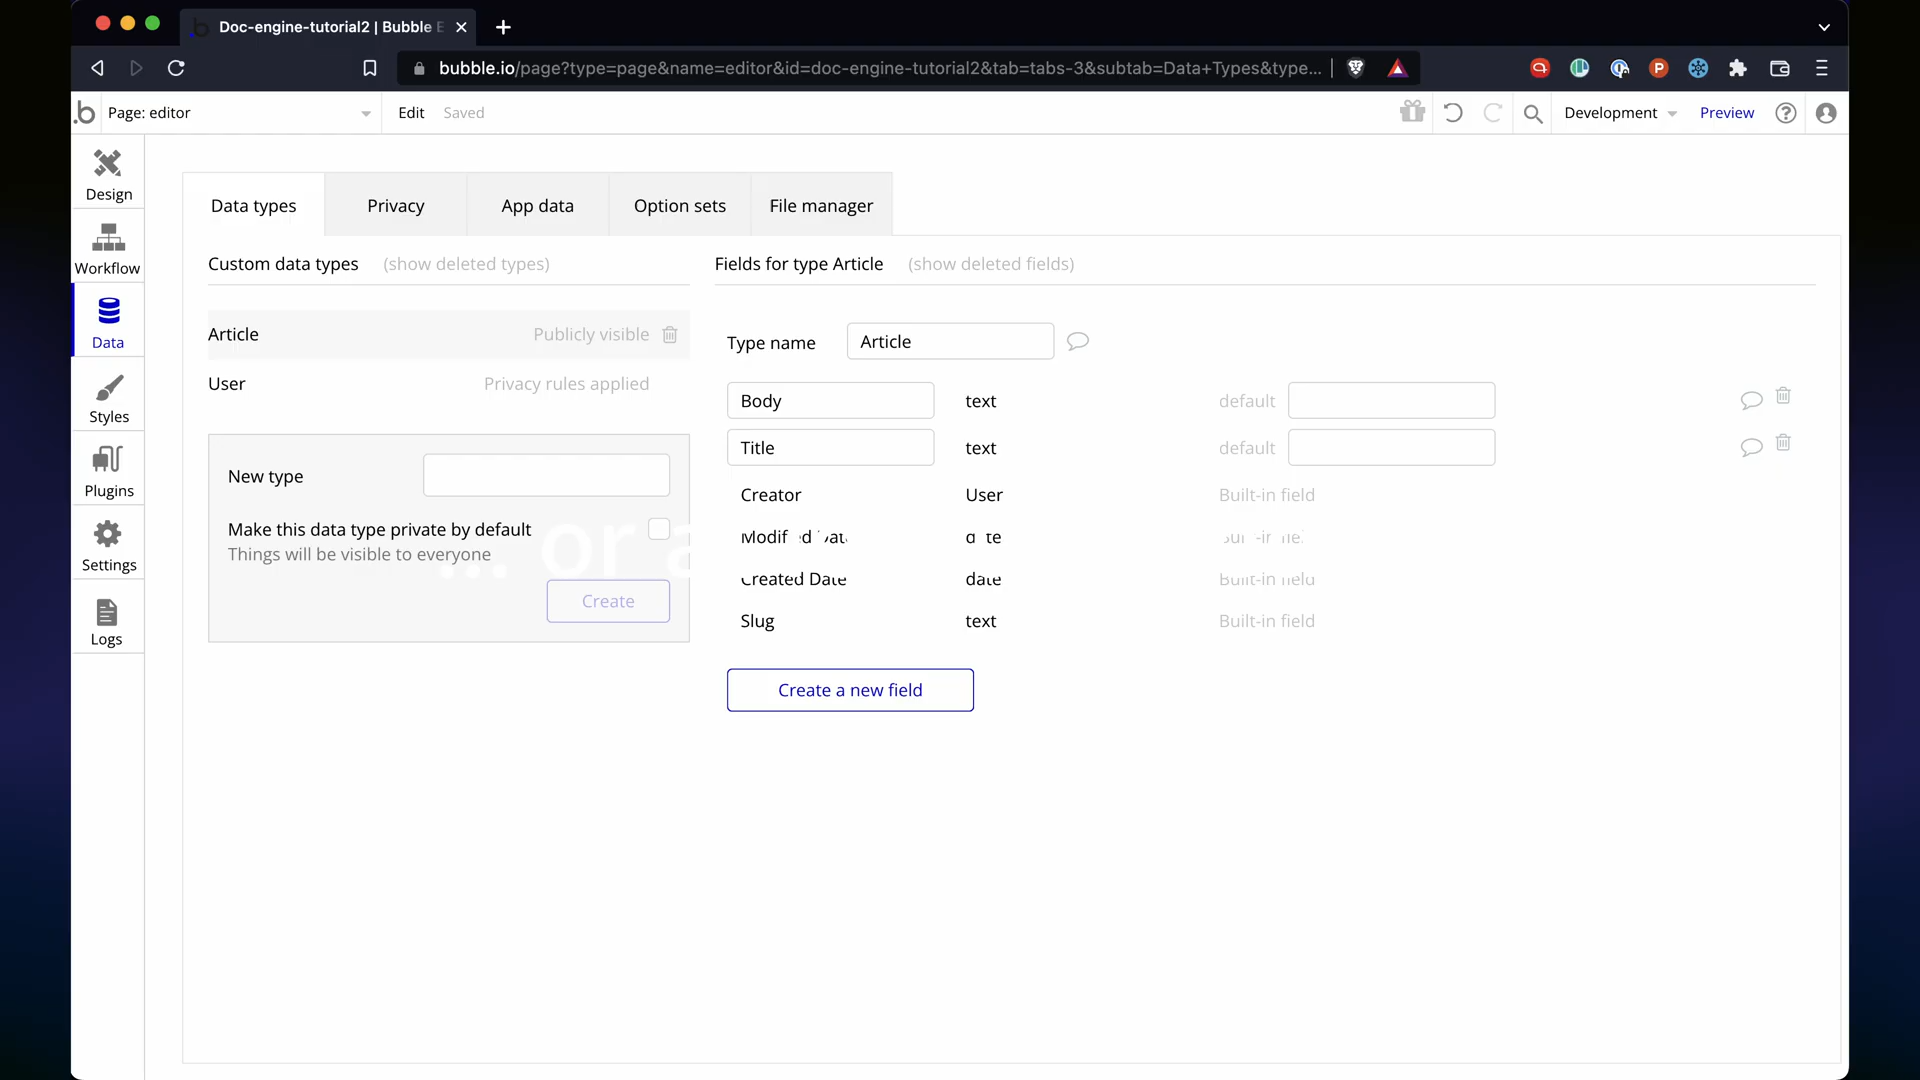 Doc-engine-tutorial2 | Bubble E
bubble.io/page?type=page&name=editor&id=doc-engine-tutorial2&tab=tabs-3&subtab=Data+Types&type...
Page: editor
Edit
Saved
Development
Preview
Design
Workflow
Data
Styles
Plugins
Settings
Logs
Data types
Privacy
App data
Option sets
File manager
Custom data types
(show deleted types)
Article
Publicly visible
User
Privacy rules applied
New type
Make this data type private by default
Things will be visible to everyone
Create
Fields for type Article
(show deleted fields)
Type name
Article
Body
text
default
Title
text
default
Creator
User
Built-in field
Created Date
date
Built-in field
Slug
text
Built-in field
Create a new field
... or